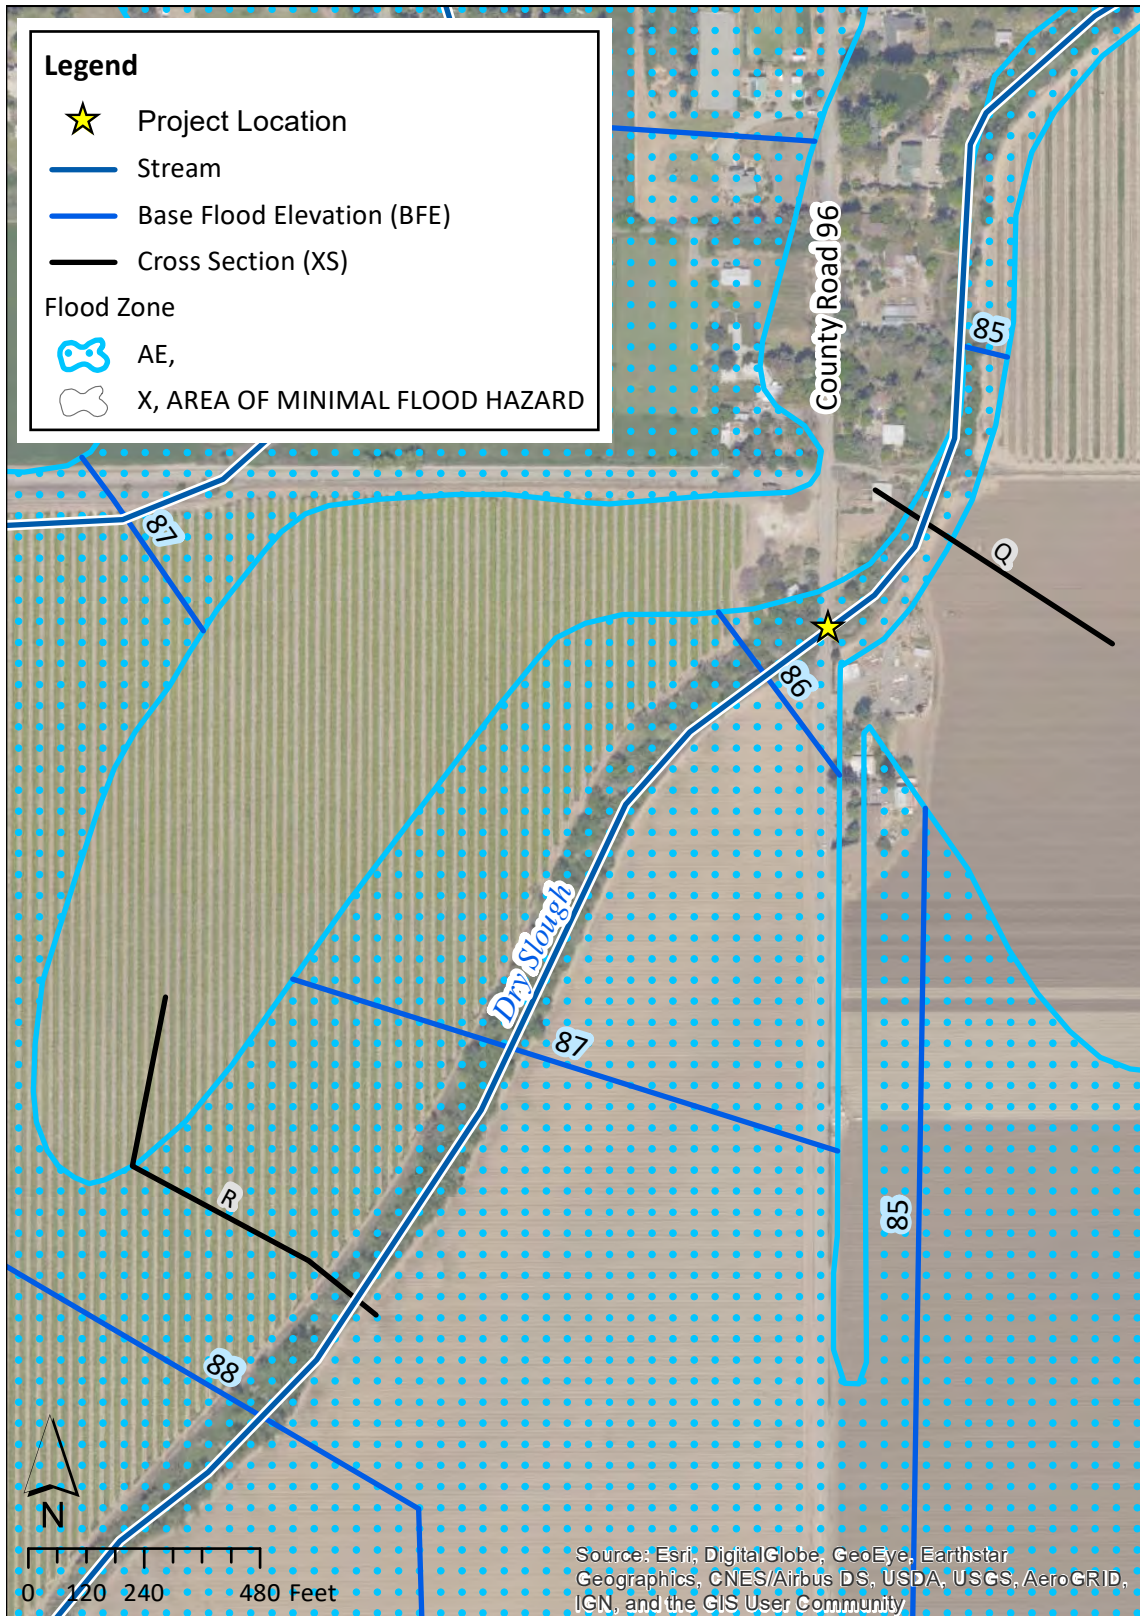 Legend
Project Location
Stream
Base Flood Elevation (BFE)
Cross Section (XS)
Flood Zone
AE,
X, AREA OF MINIMAL FLOOD HAZARD
County Road 96
85
87
Q
86
Dry Slough
87
R
85
88
N
0 120 240 480 Feet
Source: Esri, DigitalGlobe, GeoEye, Earthstar
Geographics, CNES/Airbus DS, USDA, USGS, AeroGRID,
IGN, and the GIS User Community